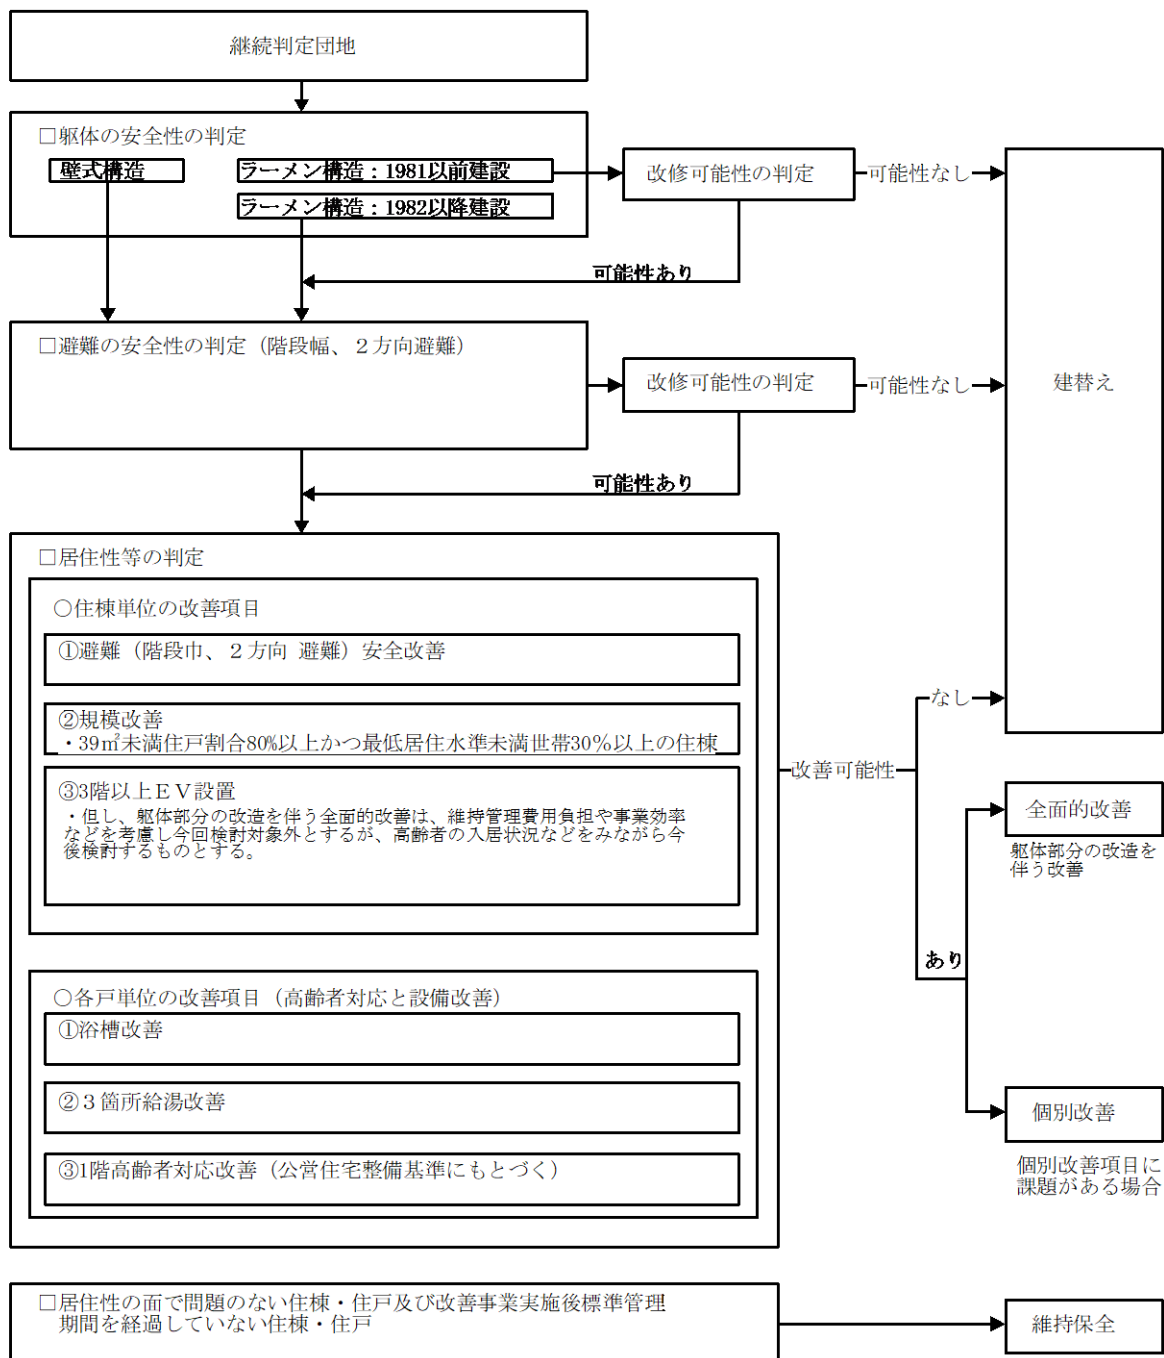 継続判定団地
□躯体の安全性の判定
壁式構造
ラーメン構造：1981以前建設
ラーメン構造：1982以降建設
改修可能性の判定
可能性なし
可能性あり
□避難の安全性の判定（階段幅、２方向避難）
改修可能性の判定
可能性なし
建替え
可能性あり
□居住性等の判定
○住棟単位の改善項目
①避難（階段巾、２方向 避難）安全改善
②規模改善
・39㎡未満住戸割合80%以上かつ最低居住水準未満世帯30%以上の住棟
③3階以上ＥＶ設置
・但し、躯体部分の改造を伴う全面的改善は、維持管理費用負担や事業効率
などを考慮し今回検討対象外とするが、高齢者の入居状況などをみながら今
後検討するものとする。
改善可能性
なし
全面的改善
躯体部分の改造を
伴う改善
あり
○各戸単位の改善項目（高齢者対応と設備改善）
①浴槽改善
②３箇所給湯改善
③1階高齢者対応改善（公営住宅整備基準にもとづく）
個別改善
個別改善項目に
課題がある場合
□居住性の面で問題のない住棟・住戸及び改善事業実施後標準管理
期間を経過していない住棟・住戸
維持保全